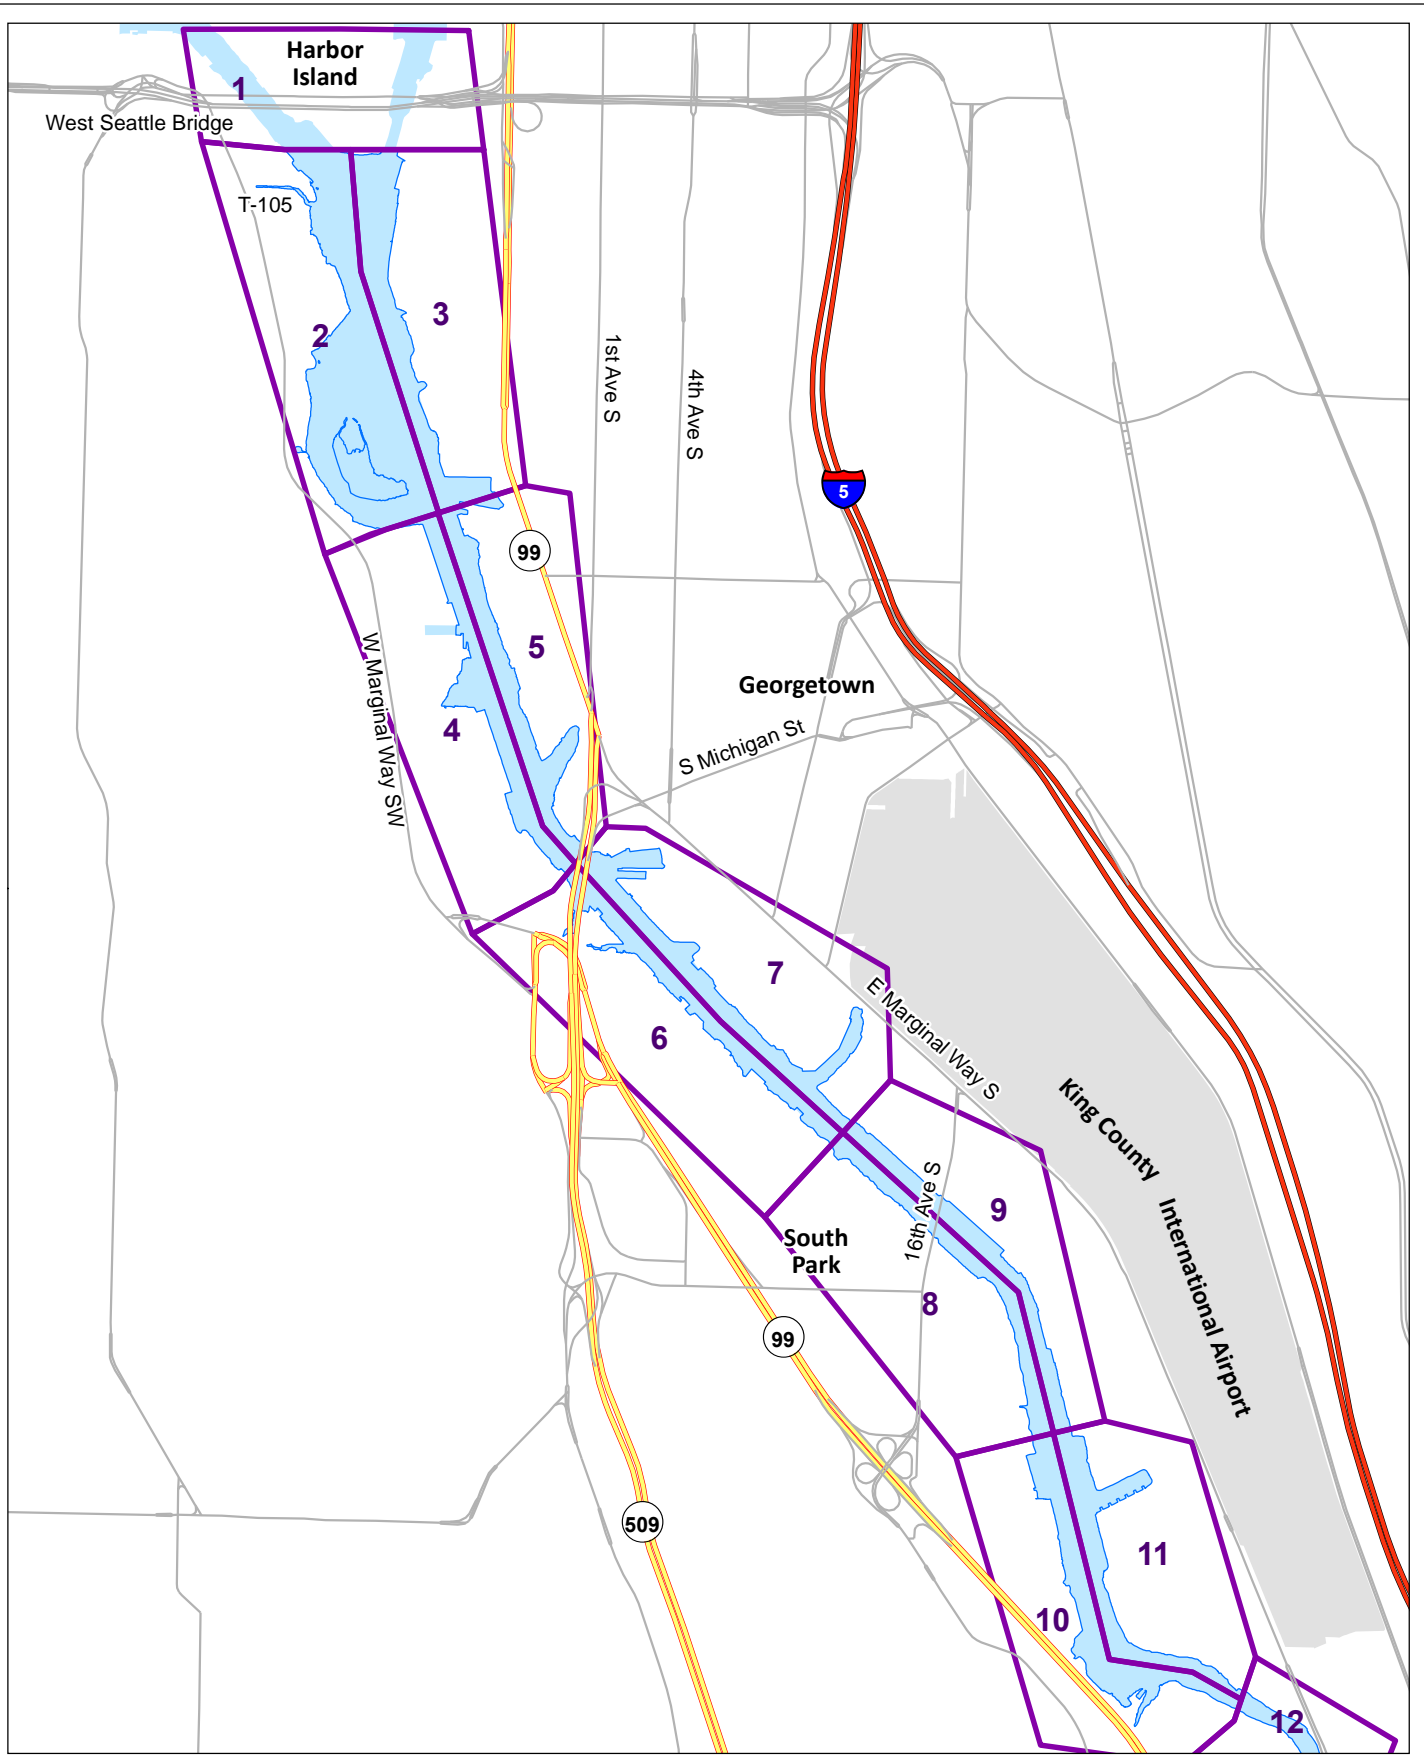 Harbor
Island
1
West Seattle Bridge
T-105
2
3
1st Ave S
4th Ave S
5
99
5
W Marginal Way SW
4
Georgetown
S Michigan St
7
6
E Marginal Way S
King County International Airport
16th Ave S
9
South
Park
8
99
509
11
10
12